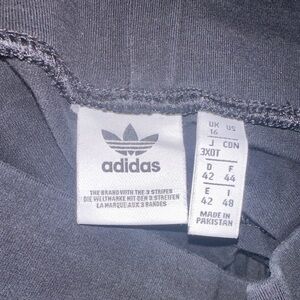 adidas
THE BRAND WITH THE 3 STRIPES
DIE WELTMARKE MIT DEN 3 STREIFEN
LA MARQUE AUX 3 BANDES
UK US
16
J CDN
3XOT
D F
42 44
E I
42 48
MADE IN
PAKISTAN